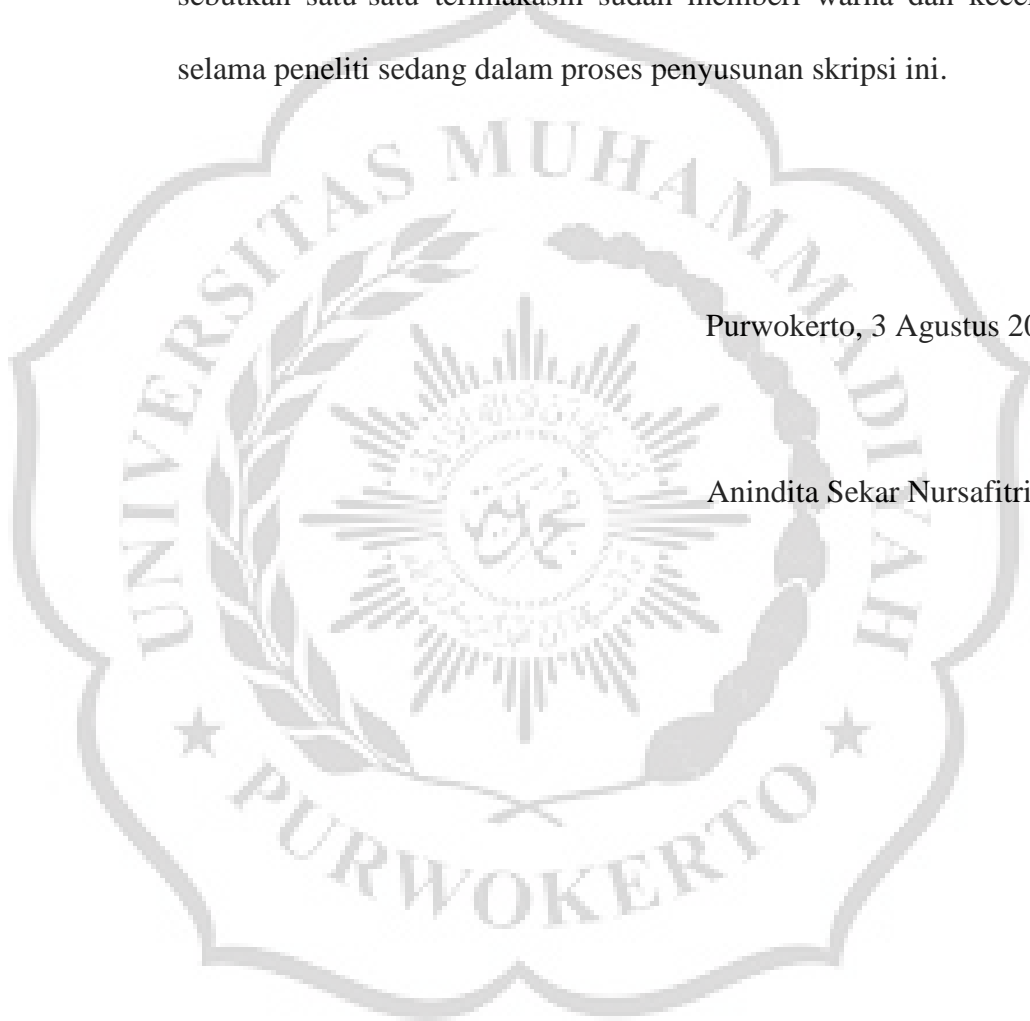 sebutkan satu-satu terimakasih sudah memberi warna dan
selama peneliti sedang dalam proses penyusunan skripsi ini.
UNIVERSITAS MUHAMMADIYAH
Purwokerto, 3 Agustus 20
Anindita Sekar Nursafitri
★ PURWOKERTO ★